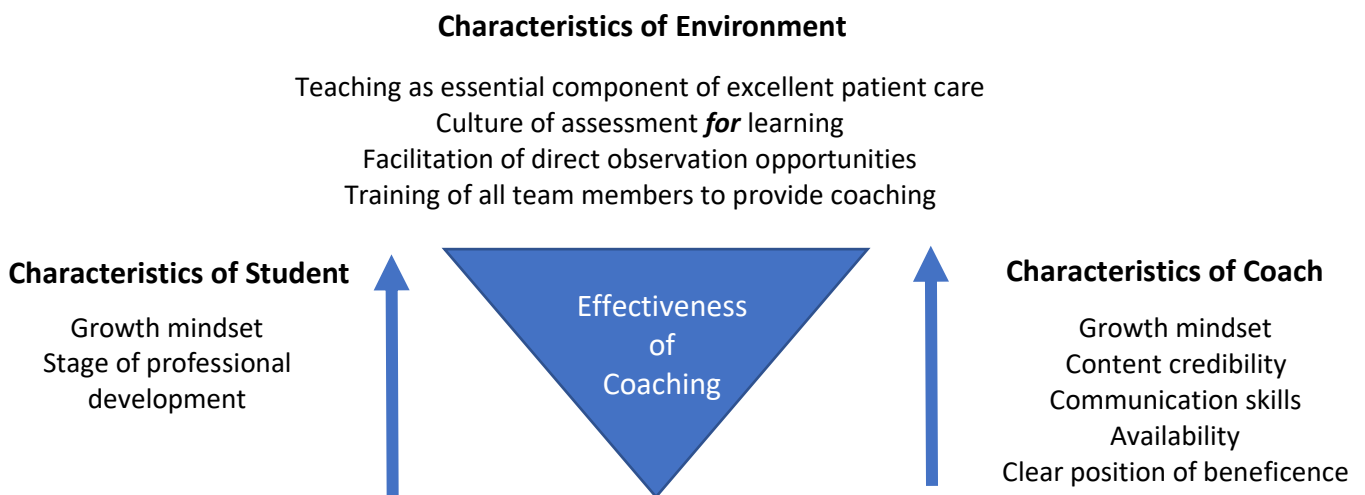 Characteristics of Environment
Teaching as essential component of excellent patient care
Culture of assessment for learning
Facilitation of direct observation opportunities
Training of all team members to provide coaching
Characteristics of Student
Growth mindset
Stage of professional
development
Effectiveness
of
Coaching
Characteristics of Coach
Growth mindset
Content credibility
Communication skills
Availability
Clear position of beneficence